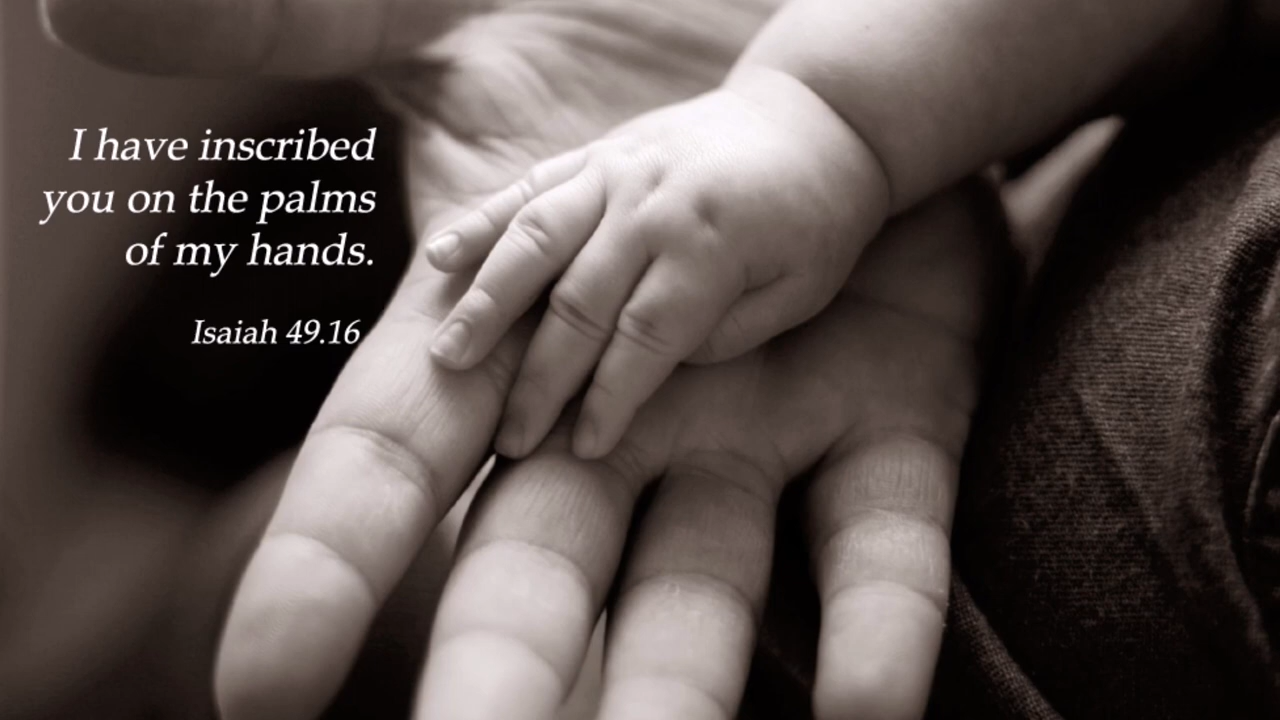 I have inscribed
you on the palms
of my hands.
Isaiah 49.16